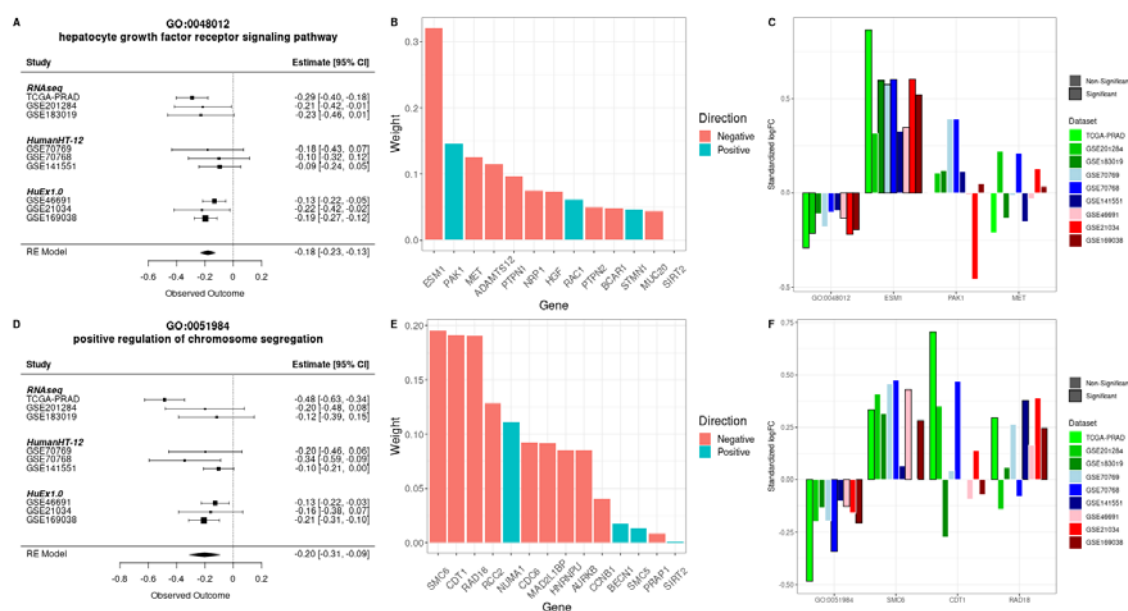 A
GO:0048012
hepatocyte growth factor receptor signaling pathway
Study Estimate [95% CI]
RNAseq
TCGA-PRAD -0.29 [-0.40, -0.18]
GSE201284 -0.21 [-0.42, -0.01]
GSE183019 -0.23 [-0.46, 0.01]
HumanHT-12
GSE70769 -0.18 [-0.43, 0.07]
GSE70768 -0.10 [-0.32, 0.12]
GSE141551 -0.09 [-0.24, 0.05]
HuEx1.0
GSE46691 -0.13 [-0.22, -0.05]
GSE21034 -0.22 [-0.42, -0.02]
GSE169038 -0.19 [-0.27, -0.12]
RE Model -0.18 [-0.23, -0.13]
-0.6 -0.4 -0.2 0 0.2
Observed Outcome
B
Weight
0.3
0.2
0.1
0.0
ESM1 PAK1 MET ADAMTS12 PTPN1 NRP1 HGF RAC1 PTPN2 BCAR1 STMN1 MUC20 SIRT2
Gene
Direction
Negative
Positive
C
Standardized logFC
0.5
0.0
-0.5
GO:0048012 ESM1 PAK1 MET
Non-Significant
Significant
Dataset
TCGA-PRAD
GSE201284
GSE183019
GSE70769
GSE70768
GSE141551
GSE46691
GSE21034
GSE169038
D
GO:0051984
positive regulation of chromosome segregation
Study Estimate [95% CI]
RNAseq
TCGA-PRAD -0.48 [-0.63, -0.34]
GSE201284 -0.20 [-0.48, 0.08]
GSE183019 -0.12 [-0.39, 0.15]
HumanHT-12
GSE70769 -0.20 [-0.46, 0.06]
GSE70768 -0.34 [-0.59, -0.09]
GSE141551 -0.10 [-0.21, 0.00]
HuEx1.0
GSE46691 -0.13 [-0.22, -0.03]
GSE21034 -0.16 [-0.38, 0.07]
GSE169038 -0.21 [-0.31, -0.10]
RE Model -0.20 [-0.31, -0.09]
-0.8 -0.6 -0.4 -0.2 0 0.2
Observed Outcome
E
Weight
0.20
0.15
0.10
0.05
0.00
SMC6 CDT1 RAD18 RCC2 NUMA1 CDC6 MAD2L1BP HNRNPU AURKB CCNB1 BECN1 SMC5 PRAP1 SIRT2
Gene
Direction
Negative
Positive
F
Standardized logFC
0.75
0.50
0.25
0.00
-0.25
-0.50
GO:0051984 SMC6 CDT1 RAD18
Non-Significant
Significant
Dataset
TCGA-PRAD
GSE201284
GSE183019
GSE70769
GSE70768
GSE141551
GSE46691
GSE21034
GSE169038